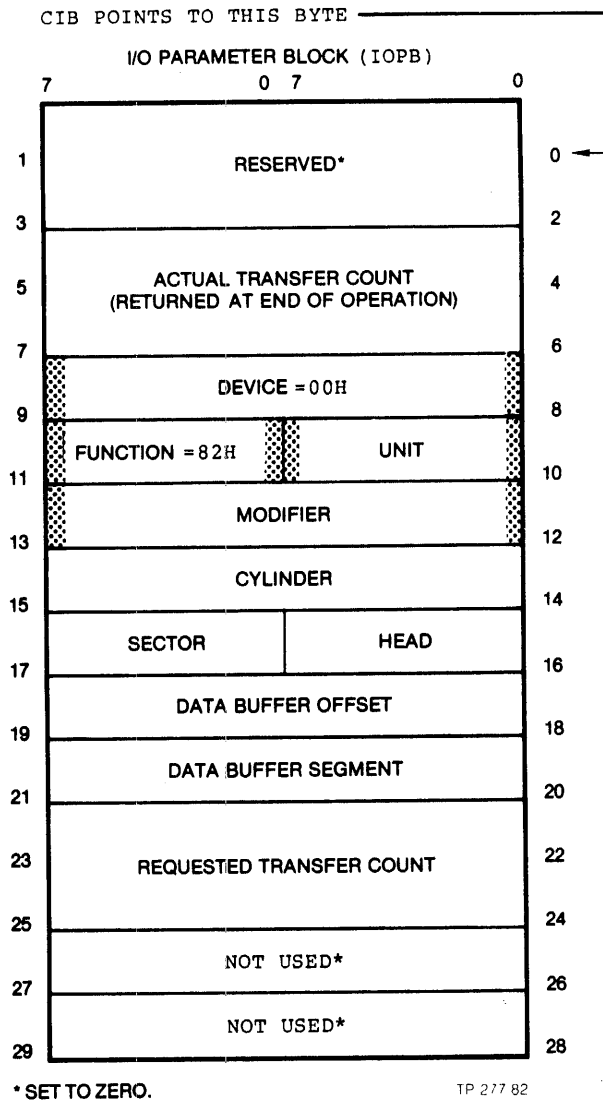 CIB POINTS TO THIS BYTE
I/O PARAMETER BLOCK (IOPB)
7 0 7 0
1 RESERVED* 0
3 2
5 ACTUAL TRANSFER COUNT 4
(RETURNED AT END OF OPERATION)
7 6
DEVICE =00H
9 8
FUNCTION =82H UNIT
11 10
MODIFIER
13 12
CYLINDER
15 14
SECTOR HEAD
17 16
DATA BUFFER OFFSET
19 18
DATA BUFFER SEGMENT
21 20
23 REQUESTED TRANSFER COUNT 22
25 24
NOT USED*
27 26
NOT USED*
29 28
* SET TO ZERO. TP 277 82